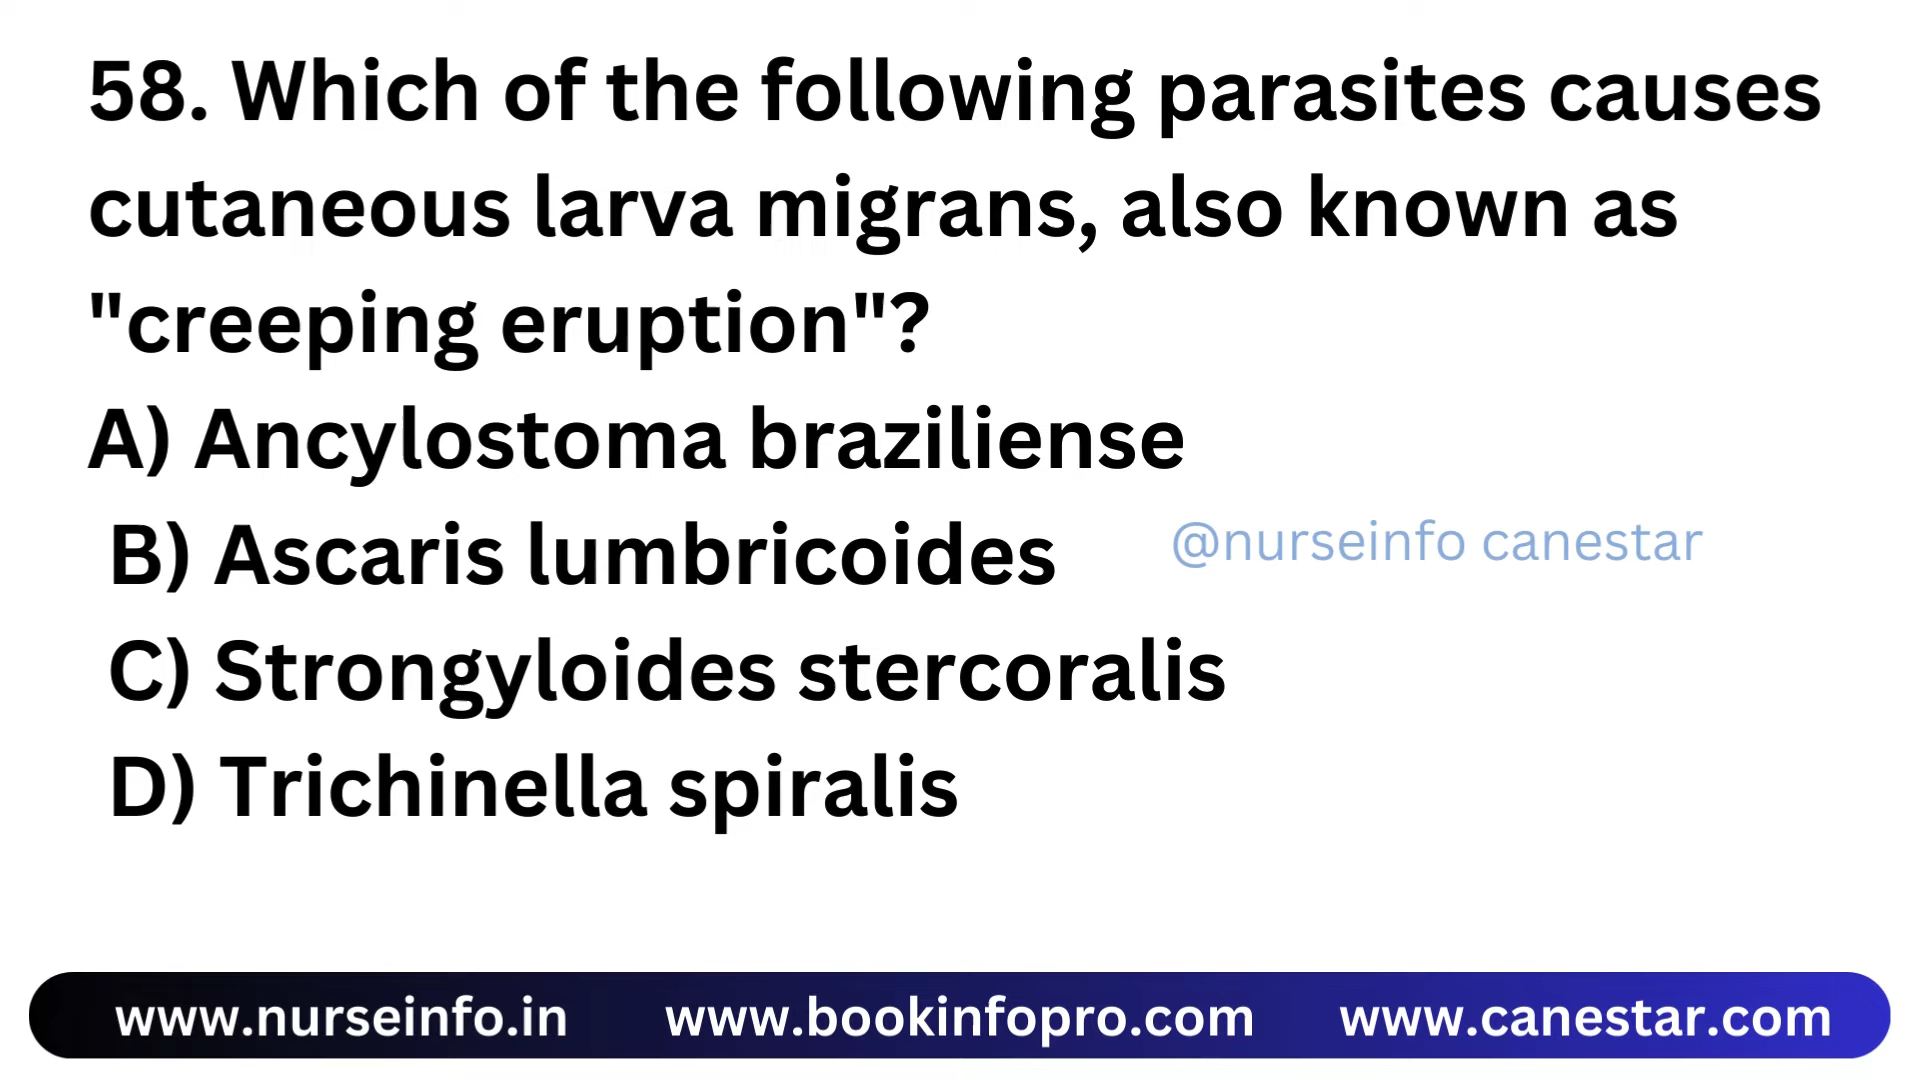 58. Which of the following parasites causes
cutaneous larva migrans, also known as
"creeping eruption"?
A) Ancylostoma braziliense
B) Ascaris lumbricoides
@nurseinfo canestar
C) Strongyloides stercoralis
D) Trichinella spiralis
www.nurseinfo.in www.bookinfopro.com www.canestar.com